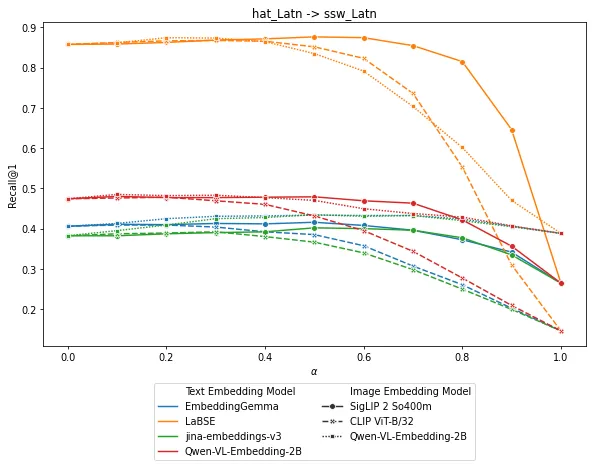 hat_Latn -> ssw_Latn
Recall@1
0.9
0.8
0.7
0.6
0.5
0.4
0.3
0.2
0.0 0.2 0.4 0.6 0.8 1.0
α
Text Embedding Model Image Embedding Model
EmbeddingGemma SigLIP 2 So400m
LaBSE CLIP ViT-B/32
jina-embeddings-v3 Qwen-VL-Embedding-2B
Qwen-VL-Embedding-2B